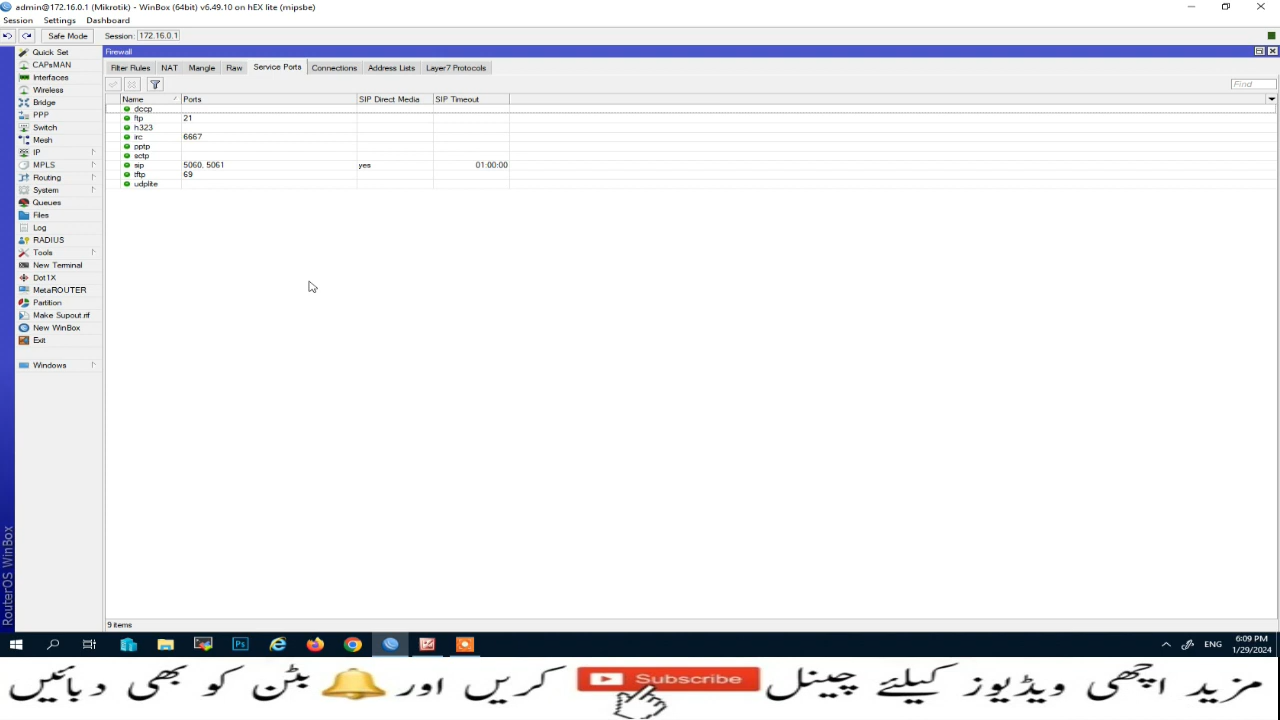 admin@172.16.0.1 (Mikrotik) - WinBox (64bit) v6.49.10 on hEX lite (mipsbe)
Session Settings Dashboard
Safe Mode Session: 172.16.0.1
Quick Set
CAPsMAN
Interfaces
Wireless
Bridge
PPP
Switch
Mesh
IP
MPLS
Routing
System
Queues
Files
Log
RADIUS
Tools
New Terminal
Dot1X
MetaROUTER
Partition
Make Supout.rif
New WinBox
Exit
Windows
RouterOS WinBox
Firewall
Filter Rules NAT Mangle Raw Service Ports Connections Address Lists Layer7 Protocols
Find
Name Ports SIP Direct Media SIP Timeout
dccp
ftp 21
h323
irc 6667
pptp
sctp
sip 5060, 5061 yes 01:00:00
tftp 69
udplite
9 items
Ps
ENG
6:09 PM
1/29/2024
مزید اچھی ویڈیوز کیلئے چینل Subscribe کریں اور بٹن کو بھی دبائیں